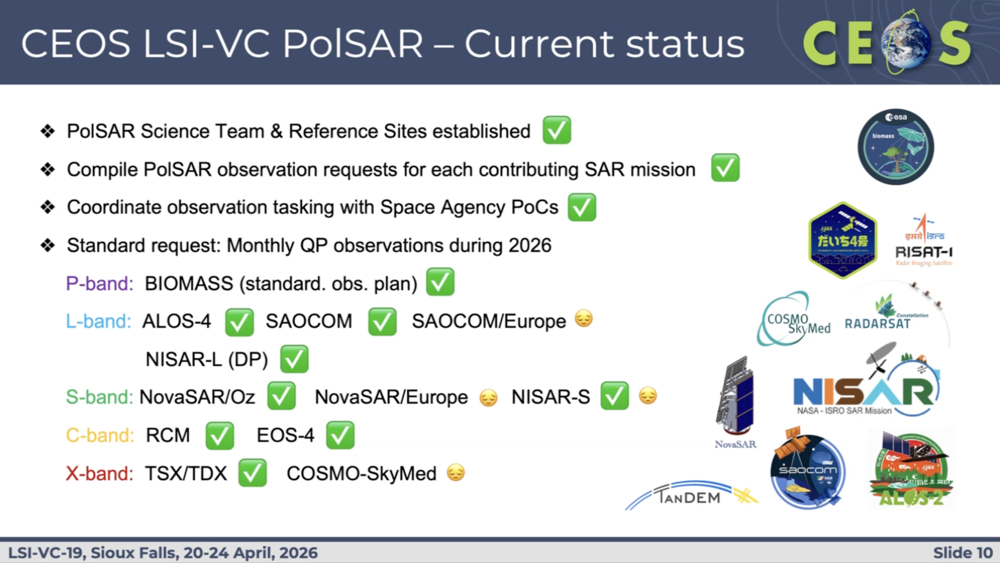 CEOS LSI-VC PolSAR – Current status
CEOS
❖ PolSAR Science Team & Reference Sites established ✅
❖ Compile PolSAR observation requests for each contributing SAR mission ✅
❖ Coordinate observation tasking with Space Agency PoCs ✅
❖ Standard request: Monthly QP observations during 2026
P-band: BIOMASS (standard. obs. plan) ✅
L-band: ALOS-4 ✅ SAOCOM ✅ SAOCOM/Europe 😔
NISAR-L (DP) ✅
S-band: NovaSAR/Oz ✅ NovaSAR/Europe 😔 NISAR-S ✅ 😔
C-band: RCM ✅ EOS-4 ✅
X-band: TSX/TDX ✅ COSMO-SkyMed 😔
esa
biomass
JAXA
だいち4号
इसरो isro
RISAT-1
Radar Imaging Satellite
COSMO
SkyMed
Constellation
RADARSAT
NISAR
NASA - ISRO SAR Mission
NovaSAR
CONAE
saocom
JAXA
ALOS-2
TanDEM
LSI-VC-19, Sioux Falls, 20-24 April, 2026
Slide 10